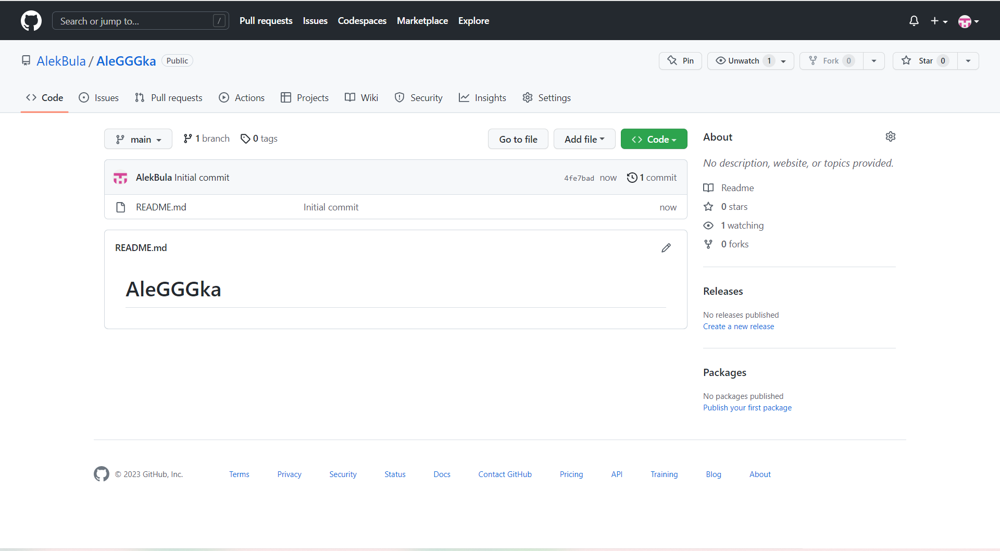 Search or jump to... /
Pull requests Issues Codespaces Marketplace Explore
AlekBula / AleGGGka Public
Pin Unwatch 1 Fork 0 Star 0
Code Issues Pull requests Actions Projects Wiki Security Insights Settings
main 1 branch 0 tags Go to file Add file Code
AlekBula Initial commit 4fe7bad now 1 commit
README.md Initial commit now
README.md
AleGGGka
About
No description, website, or topics provided.
Readme
0 stars
1 watching
0 forks
Releases
No releases published
Create a new release
Packages
No packages published
Publish your first package
© 2023 GitHub, Inc. Terms Privacy Security Status Docs Contact GitHub Pricing API Training Blog About